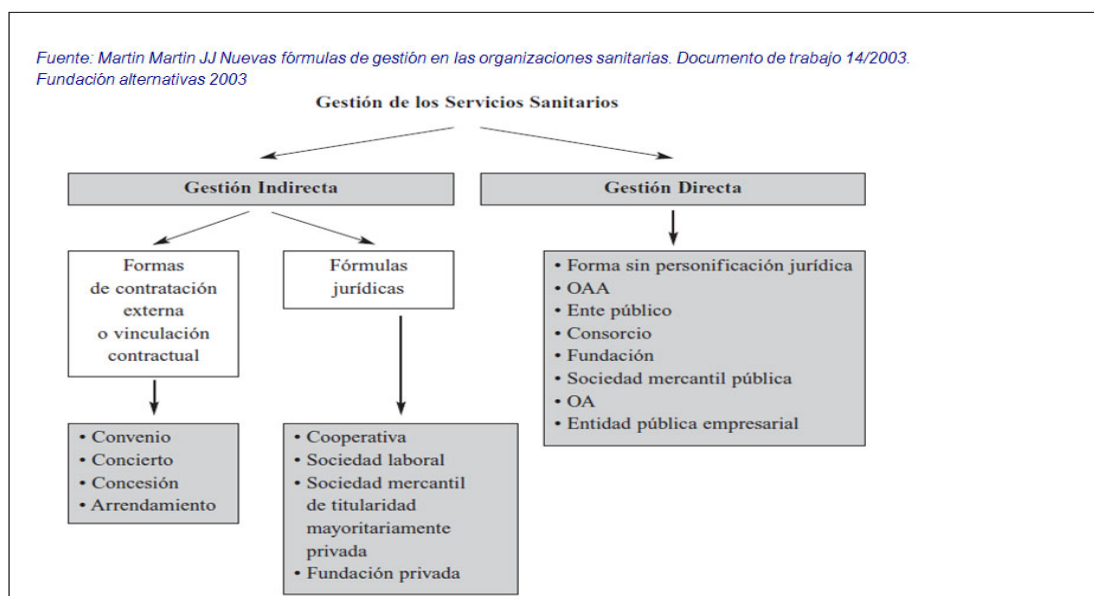 Fuente: Martin Martin JJ Nuevas fórmulas de gestión en las organizaciones sanitarias. Documento de trabajo 14/2003.
Fundación alternativas 2003
Gestión de los Servicios Sanitarios
Gestión Indirecta
Gestión Directa
Formas
de contratación
externa
o vinculación
contractual
Fórmulas
jurídicas
• Forma sin personificación jurídica
• OAA
• Ente público
• Consorcio
• Fundación
• Sociedad mercantil pública
• OA
• Entidad pública empresarial
• Convenio
• Concierto
• Concesión
• Arrendamiento
• Cooperativa
• Sociedad laboral
• Sociedad mercantil
de titularidad
mayoritariamente
privada
• Fundación privada